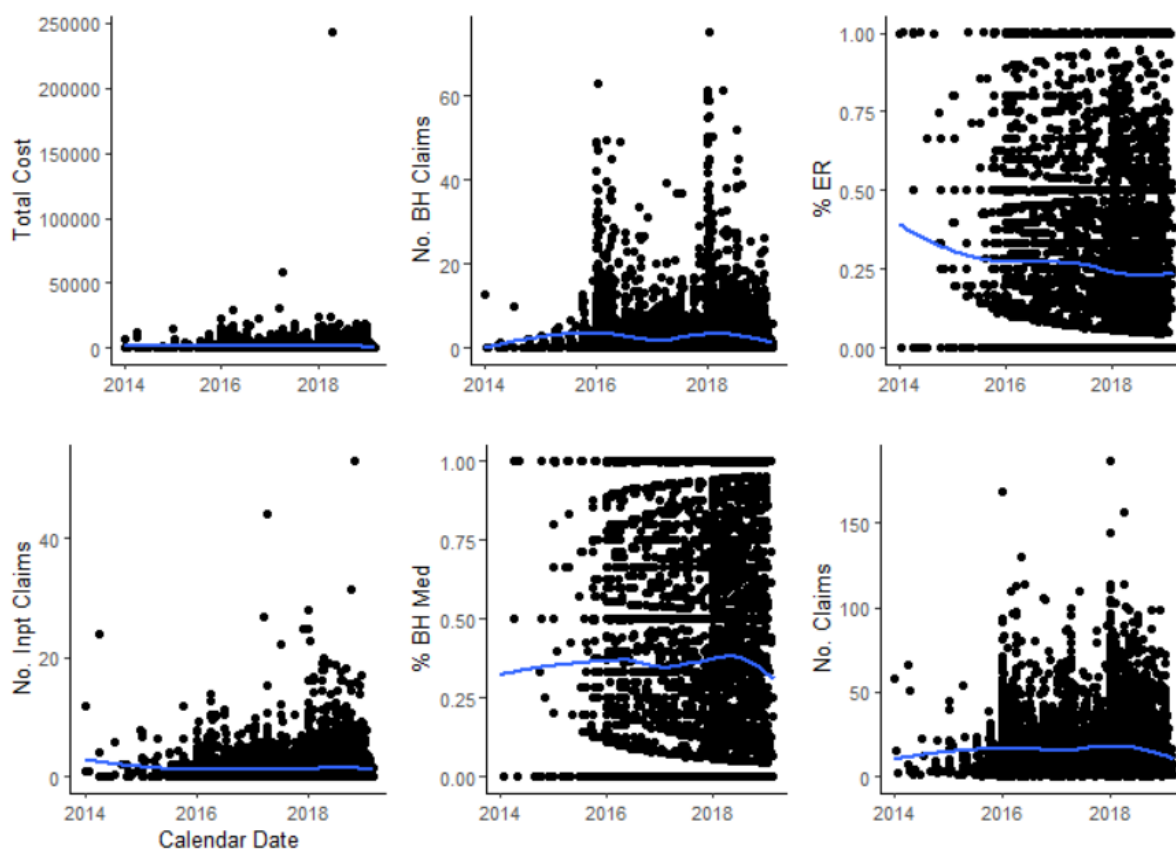 Total Cost
250000
200000
150000
100000
50000
0
2014 2016 2018
No. BH Claims
60
40
20
0
2014 2016 2018
% ER
1.00
0.75
0.50
0.25
0.00
2014 2016 2018
No. Inpt Claims
40
20
0
2014 2016 2018
Calendar Date
% BH Med
1.00
0.75
0.50
0.25
0.00
2014 2016 2018
No. Claims
150
100
50
0
2014 2016 2018